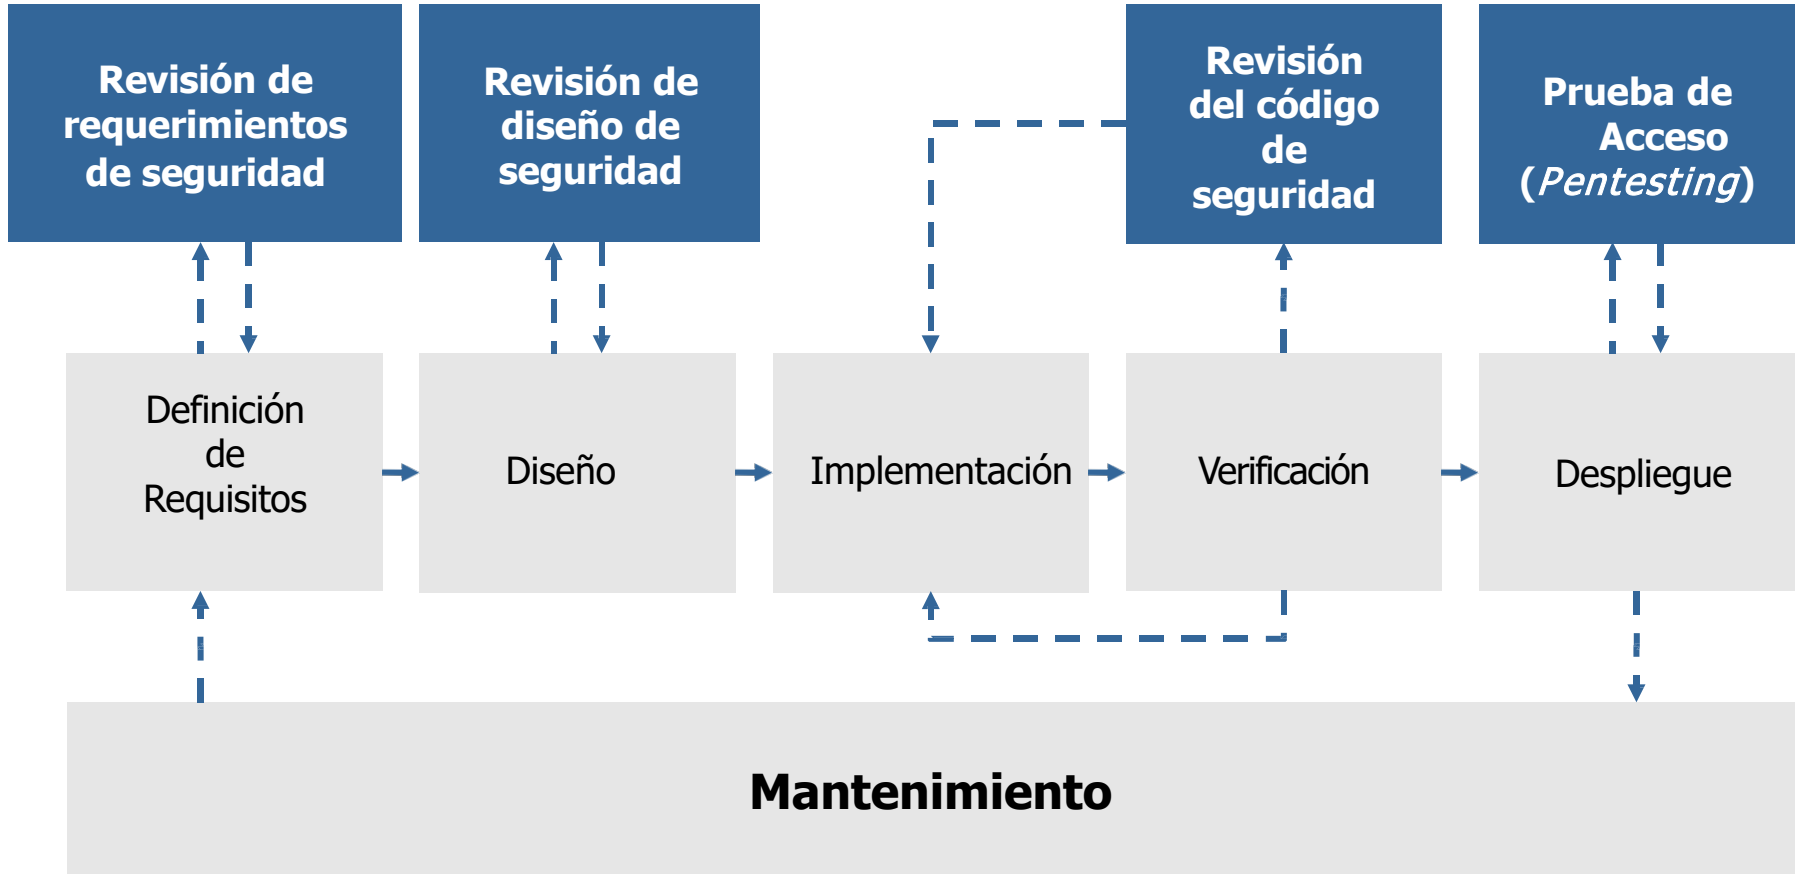 Revisión de
requerimientos
de seguridad
Revisión de
diseño de
seguridad
Revisión
del código
de
seguridad
Prueba de
Acceso
(Pentesting)
Definición
de
Requisitos
Diseño
Implementación
Verificación
Despliegue
Mantenimiento